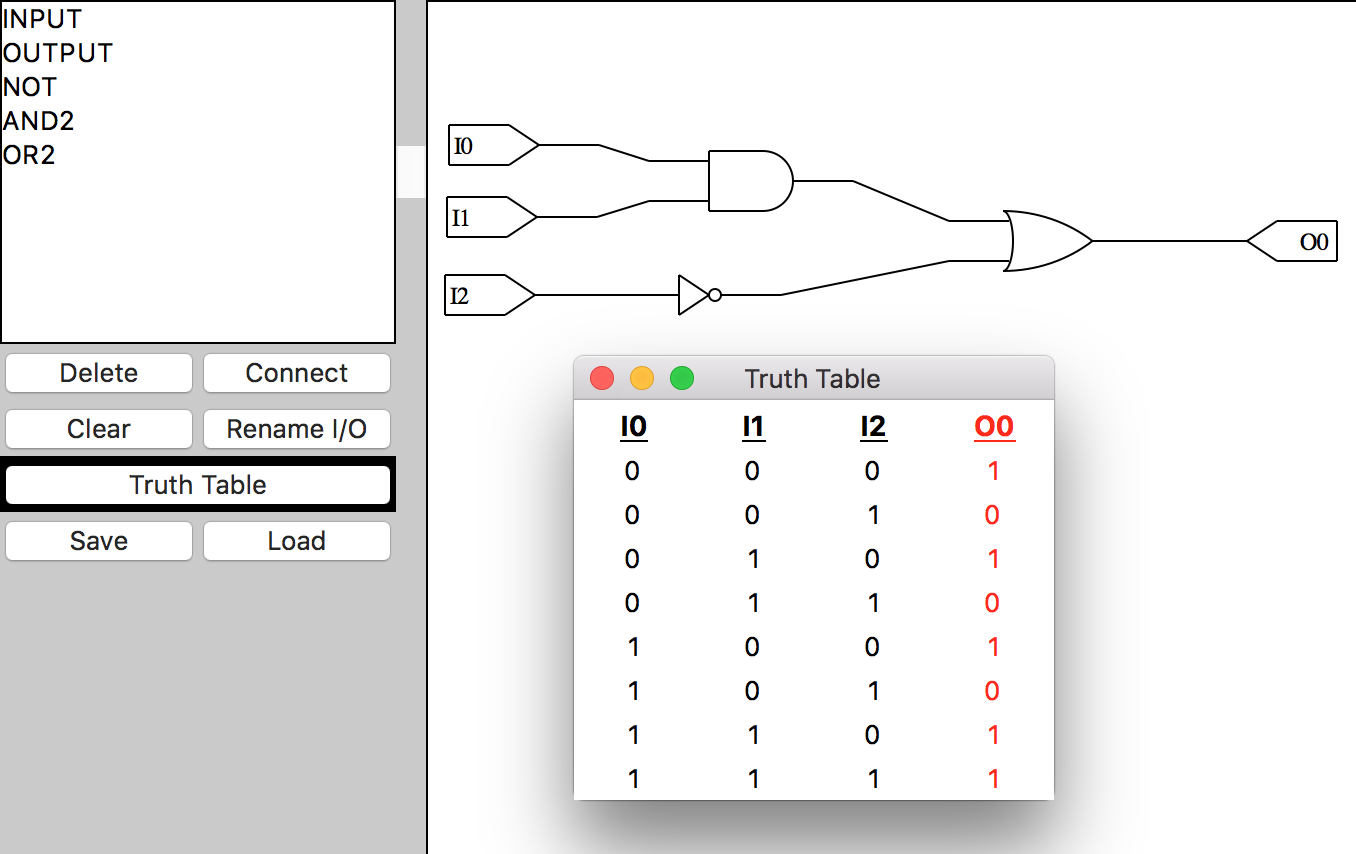 INPUT
OUTPUT
NOT
AND2
OR2
Delete Connect
Clear Rename I/O
Truth Table
Save Load
I0
I1
I2
O0
Truth Table
I0 I1 I2 O0
0 0 0 1
0 0 1 0
0 1 0 1
0 1 1 0
1 0 0 1
1 0 1 0
1 1 0 1
1 1 1 1